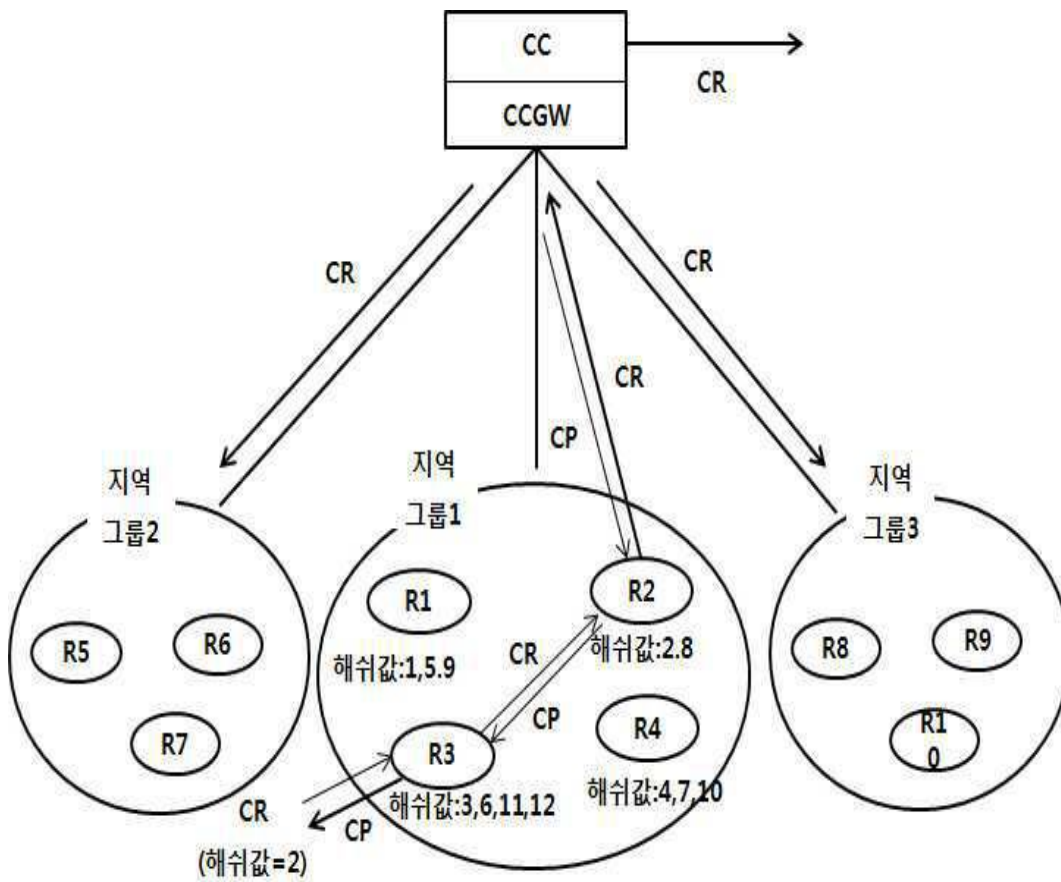 CC
CR
CCGW
CR
CR
CR
CP
지역
그룹2
지역
그룹1
지역
그룹3
R1
해쉬값:1,5.9
R2
해쉬값:2.8
R5
R6
R7
CR
CP
R3
해쉬값:3,6,11,12
R4
해쉬값:4,7,10
R8
R9
R1
0
CR
(해쉬값=2)
CP